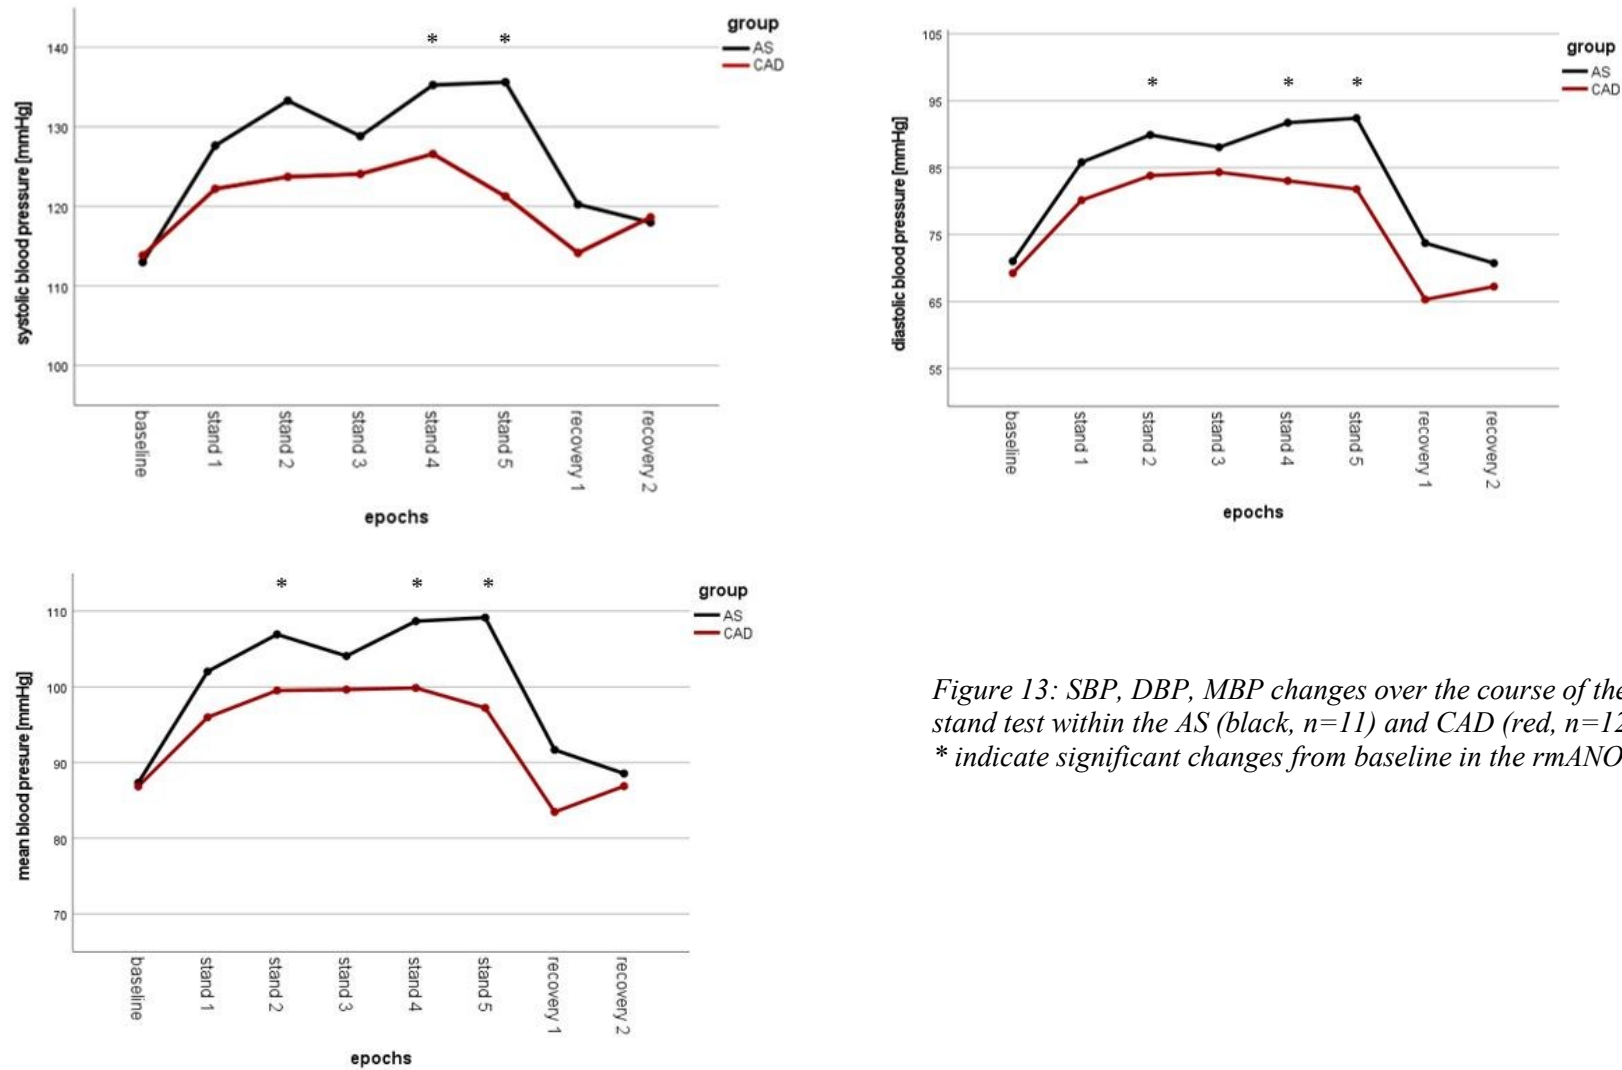 group
AS
CAD
* *
140
130
120
110
100
systolic blood pressure [mmHg]
baseline
stand 1
stand 2
stand 3
stand 4
stand 5
recovery 1
recovery 2
epochs
group
AS
CAD
* * *
105
95
85
75
65
55
diastolic blood pressure [mmHg]
baseline
stand 1
stand 2
stand 3
stand 4
stand 5
recovery 1
recovery 2
epochs
group
AS
CAD
* * *
110
100
90
80
70
mean blood presure [mmHg]
baseline
stand 1
stand 2
stand 3
stand 4
stand 5
recovery 1
recovery 2
epochs
Figure 13: SBP, DBP, MBP changes over the course of the
stand test within the AS (black, n=11) and CAD (red, n=12
* indicate significant changes from baseline in the rmANO